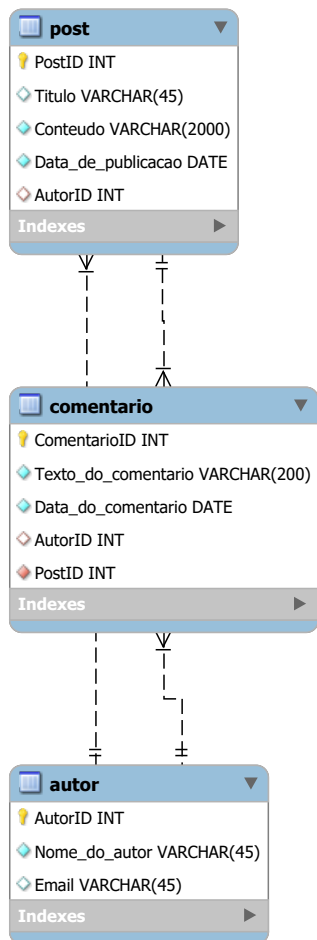 post
PostID INT
Titulo VARCHAR(45)
Conteudo VARCHAR(2000)
Data_de_publicacao DATE
AutorID INT
Indexes
comentario
ComentarioID INT
Texto_do_comentario VARCHAR(200)
Data_do_comentario DATE
AutorID INT
PostID INT
Indexes
autor
AutorID INT
Nome_do_autor VARCHAR(45)
Email VARCHAR(45)
Indexes